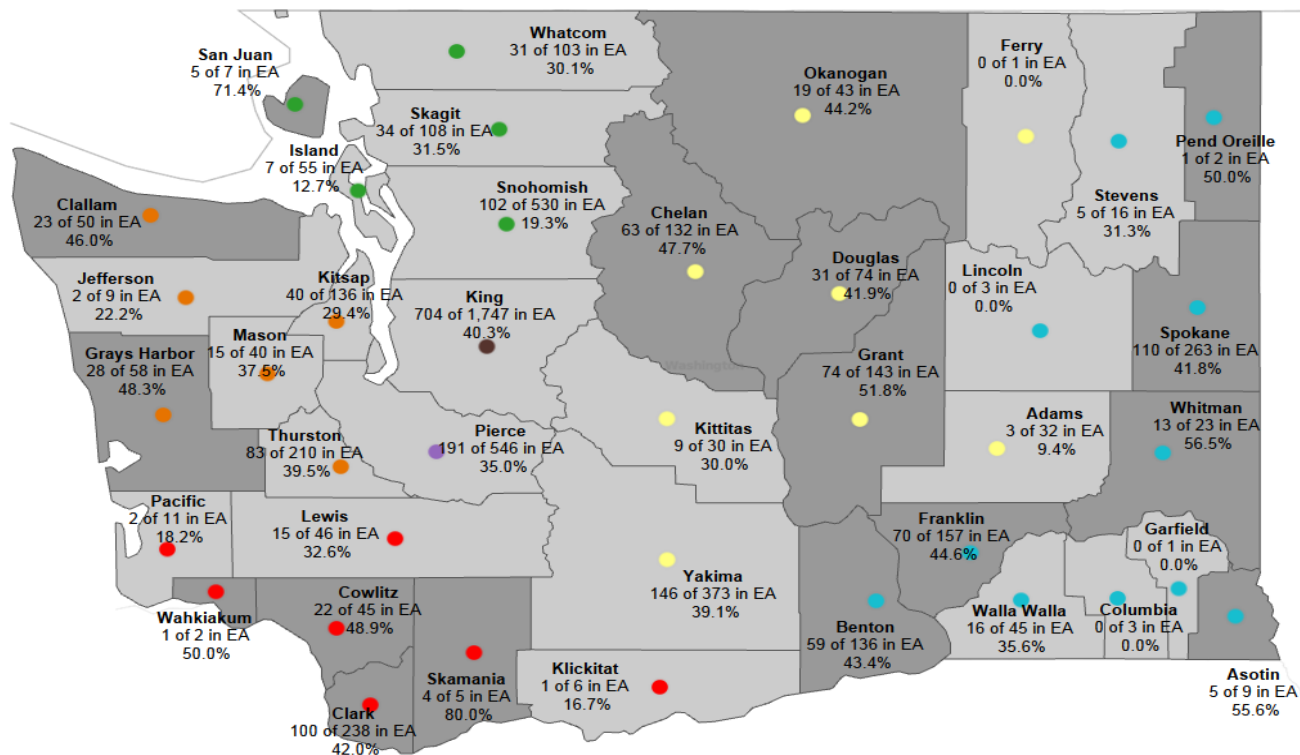 Whatcom
31 of 103 in EA
30.1%
San Juan
5 of 7 in EA
71.4%
Skagit
34 of 108 in EA
31.5%
Island
7 of 55 in EA
12.7%
Snohomish
102 of 530 in EA
19.3%
Okanogan
19 of 43 in EA
44.2%
Ferry
0 of 1 in EA
0.0%
Stevens
5 of 16 in EA
31.3%
Pend Oreille
1 of 2 in EA
50.0%
Clallam
23 of 50 in EA
46.0%
Jefferson
2 of 9 in EA
22.2%
Kitsap
40 of 136 in EA
29.4%
King
704 of 1,747 in EA
40.3%
Chelan
63 of 132 in EA
47.7%
Douglas
31 of 74 in EA
41.9%
Lincoln
0 of 3 in EA
0.0%
Spokane
110 of 263 in EA
41.8%
Grays Harbor
28 of 58 in EA
48.3%
Mason
15 of 40 in EA
37.5%
Washington
Grant
74 of 143 in EA
51.8%
Thurston
83 of 210 in EA
39.5%
Pierce
191 of 546 in EA
35.0%
Kittitas
9 of 30 in EA
30.0%
Adams
3 of 32 in EA
9.4%
Whitman
13 of 23 in EA
56.5%
Pacific
2 of 11 in EA
18.2%
Lewis
15 of 46 in EA
32.6%
Yakima
146 of 373 in EA
39.1%
Franklin
70 of 157 in EA
44.6%
Garfield
0 of 1 in EA
0.0%
Wahkiakum
1 of 2 in EA
50.0%
Cowlitz
22 of 45 in EA
48.9%
Skamania
4 of 5 in EA
80.0%
Klickitat
1 of 6 in EA
16.7%
Benton
59 of 136 in EA
43.4%
Walla Walla
16 of 45 in EA
35.6%
Columbia
0 of 3 in EA
0.0%
Asotin
5 of 9 in EA
55.6%
Clark
100 of 238 in EA
42.0%